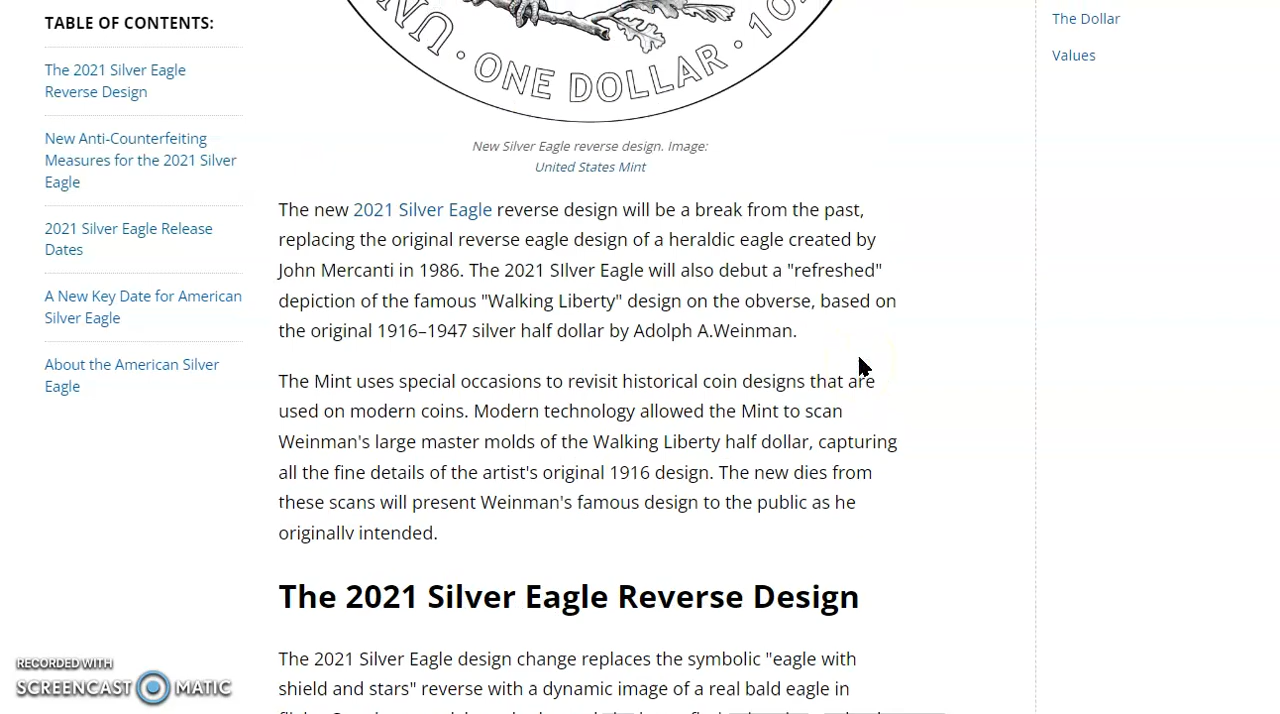 TABLE OF CONTENTS:
The 2021 Silver Eagle
Reverse Design
New Anti-Counterfeiting
Measures for the 2021 Silver
Eagle
2021 Silver Eagle Release
Dates
A New Key Date for American
Silver Eagle
About the American Silver
Eagle
UN
· ONE DOLLAR ·
1 O
New Silver Eagle reverse design. Image:
United States Mint
The new 2021 Silver Eagle reverse design will be a break from the past,
replacing the original reverse eagle design of a heraldic eagle created by
John Mercanti in 1986. The 2021 SIlver Eagle will also debut a "refreshed"
depiction of the famous "Walking Liberty" design on the obverse, based on
the original 1916–1947 silver half dollar by Adolph A.Weinman.
The Mint uses special occasions to revisit historical coin designs that are
used on modern coins. Modern technology allowed the Mint to scan
Weinman's large master molds of the Walking Liberty half dollar, capturing
all the fine details of the artist's original 1916 design. The new dies from
these scans will present Weinman's famous design to the public as he
originally intended.
The 2021 Silver Eagle Reverse Design
The 2021 Silver Eagle design change replaces the symbolic "eagle with
shield and stars" reverse with a dynamic image of a real bald eagle in
The Dollar
Values
RECORDED WITH
SCREENCAST MATIC